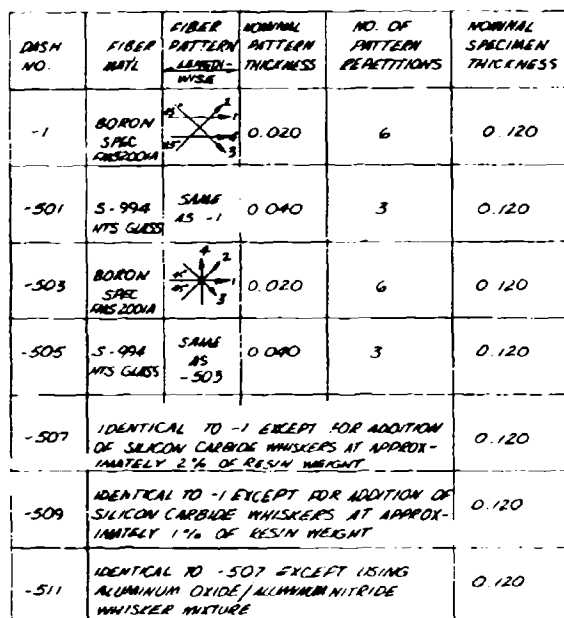 DASH NO.
FIBER MAT'L
FIBER PATTERN LENGTH-WISE
NOMINAL PATTERN THICKNESS
NO. OF PATTERN REPETITIONS
NOMINAL SPECIMEN THICKNESS
-1
BORON
SPEC
FMS2001A
45°
45°
2
1
4
3
0.020
6
0.120
-501
S-994
HTS GLASS
SAME
AS -1
0.040
3
0.120
-503
BORON
SPEC
FMS2001A
4
2
45°
45°
1
3
0.020
6
0.120
-505
S-994
HTS GLASS
SAME
AS
-503
0.040
3
0.120
-507
IDENTICAL TO -1 EXCEPT FOR ADDITION
OF SILICON CARBIDE WHISKERS AT APPROX-
IMATELY 2% OF RESIN WEIGHT
0.120
-509
IDENTICAL TO -1 EXCEPT FOR ADDITION OF
SILICON CARBIDE WHISKERS AT APPROX-
IMATELY 1% OF RESIN WEIGHT
0.120
-511
IDENTICAL TO -507 EXCEPT USING
ALUMINUM OXIDE/ALUMINUM NITRIDE
WHISKER MIXTURE
0.120